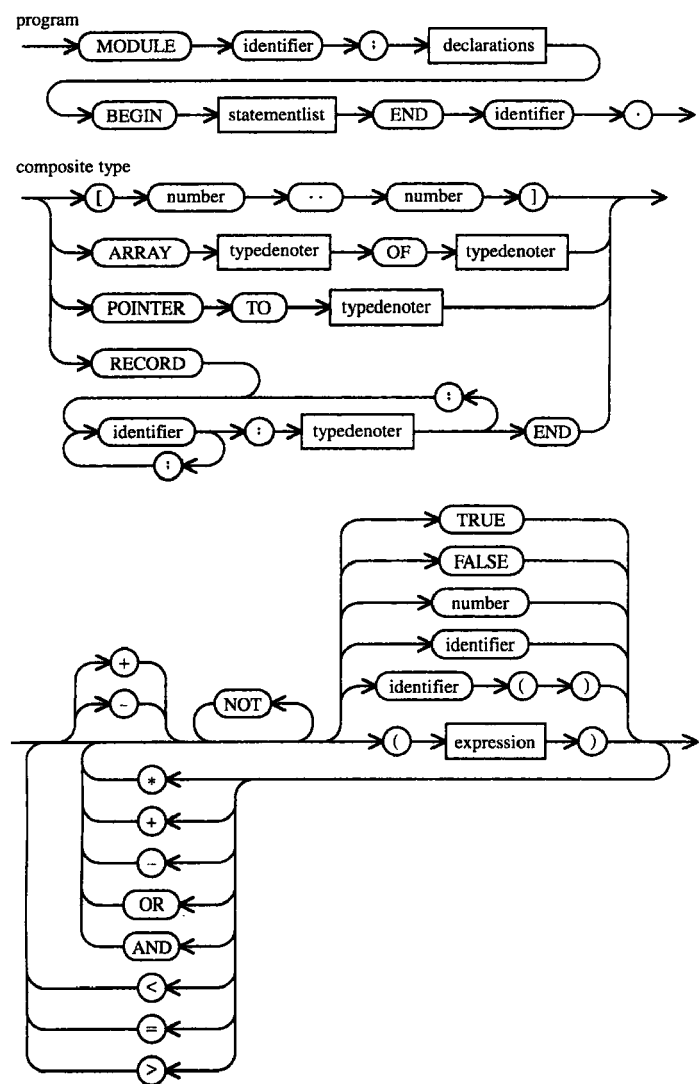 program
MODULE identifier ; declarations
BEGIN statementlist END identifier .
composite type
[ number .. number ]
ARRAY typedenoter OF typedenoter
POINTER TO typedenoter
RECORD
;
identifier : typedenoter END
;
TRUE
FALSE
number
+ identifier
- NOT identifier ( )
( expression )
*
+
-
OR
AND
<
=
>